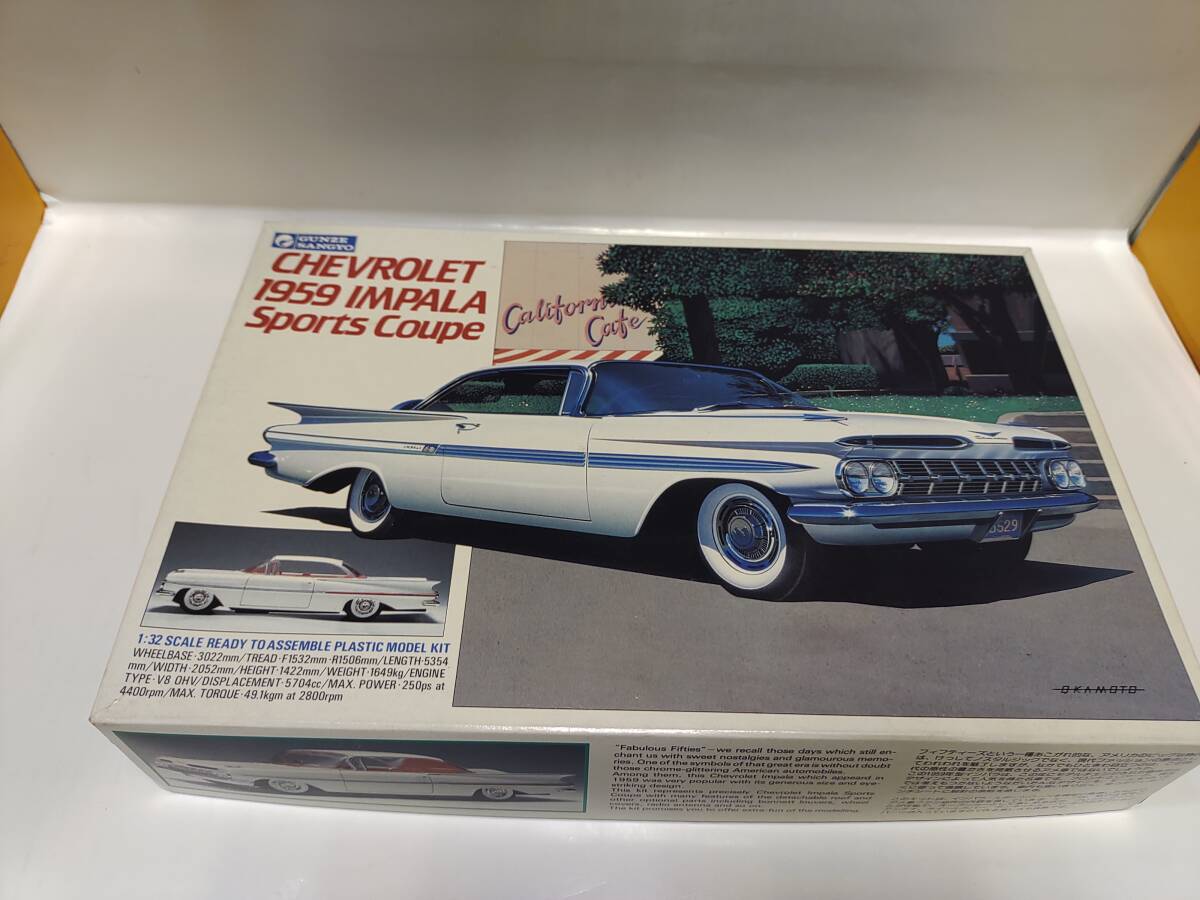 GUNZE
SANGYO
CHEVROLET
1959 IMPALA
Sports Coupe
California
Cafe
1:32 SCALE READY TO ASSEMBLE PLASTIC MODEL KIT
WHEELBASE·3022mm/TREAD·F1532mm·R1506mm/LENGTH·5354
mm/WIDTH·2052mm/HEIGHT·1422mm/WEIGHT·1649kg/ENGINE
TYPE·V8 OHV/DISPLACEMENT·5704cc/MAX. POWER·250ps at
4400rpm/MAX. TORQUE·49.1kgm at 2800rpm
OKAMOTO
"Fabulous Fifties"—we recall those days which still en-
chant us with sweet nostalgies and glamourous memo-
ries. One of the symbols of that great era is without doubt
those chrome-glittering American automobiles.
Among them, this Chevrolet Impala which appeard in
1959 was very popular with its generous size and eye-
striking design.
This kit represents precisely Chevrolet Impala Sports
Coupe with many features of the detachable roof and
other optional parts including bonnett louvers, wheel
covers, radio antenna and so on.
The kit promises you to offer extra-fun of the modelling.